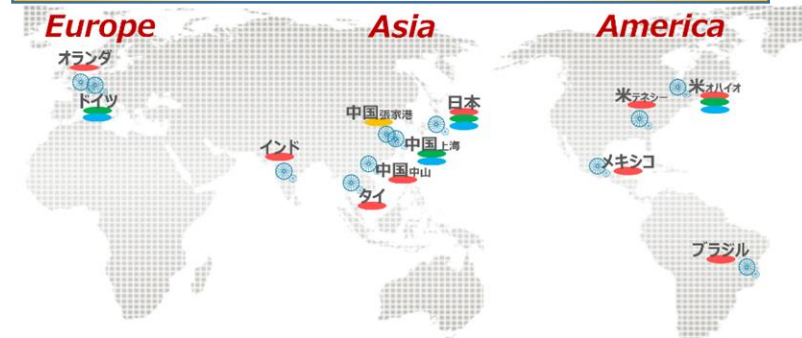 Europe
Asia
America
オランダ
ドイツ
インド
中国張家港
日本
中国上海
中国中山
タイ
米テネシー
米オハイオ
メキシコ
ブラジル